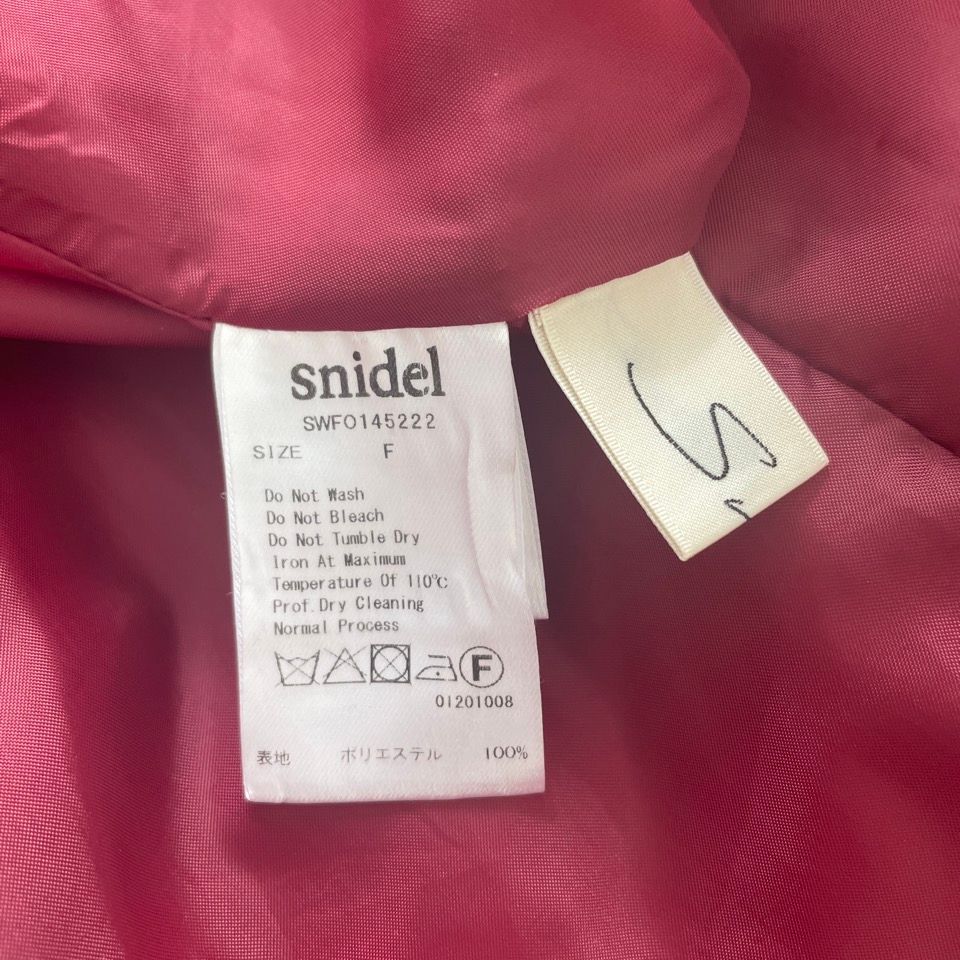 snidel
SWFO145222
SIZE F
Do Not Wash
Do Not Bleach
Do Not Tumble Dry
Iron At Maximum
Temperature Of 110℃
Prof.Dry Cleaning
Normal Process
F
01201008
表地 ポリエステル 100%